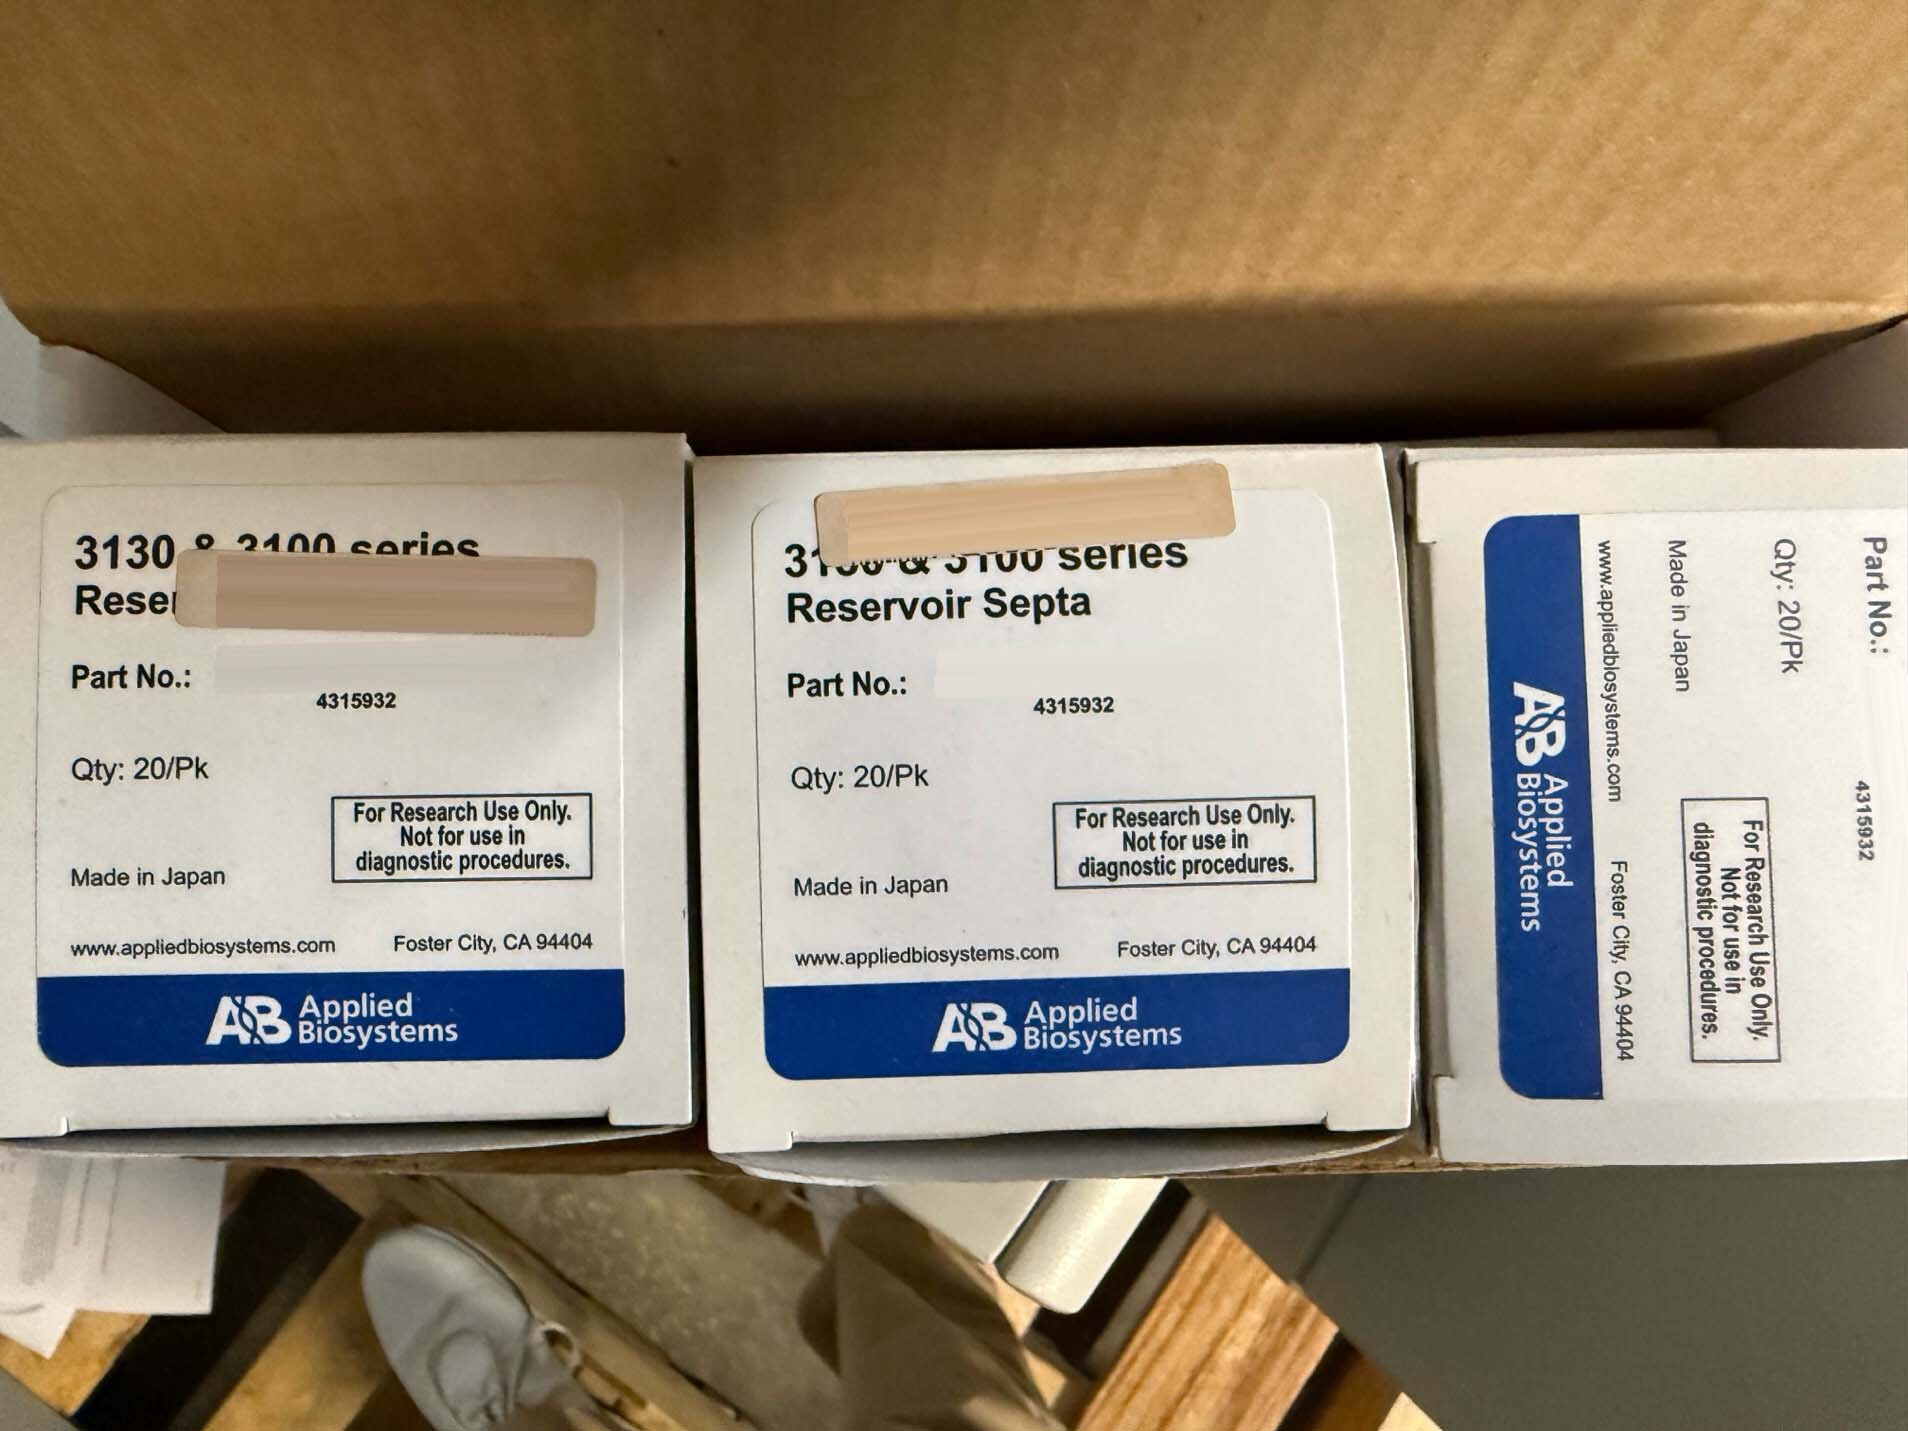 3130 & 3100 series
Part No.:
4315932
Qty: 20/Pk
For Research Use Only.
Not for use in
diagnostic procedures.
Made in Japan
www.appliedbiosystems.com
Foster City, CA 94404
AB Applied
Biosystems
& 3100 series
Reservoir Septa
Part No.:
4315932
Qty: 20/Pk
For Research Use Only.
Not for use in
diagnostic procedures.
Made in Japan
www.appliedbiosystems.com
Foster City, CA 94404
AB Applied
Biosystems
Part No.:
4315932
Qty: 20/Pk
For Research Use Only.
Not for use in
diagnostic procedures.
Made in Japan
www.appliedbiosystems.com
Foster City, CA 94404
AB Applied
Biosystems